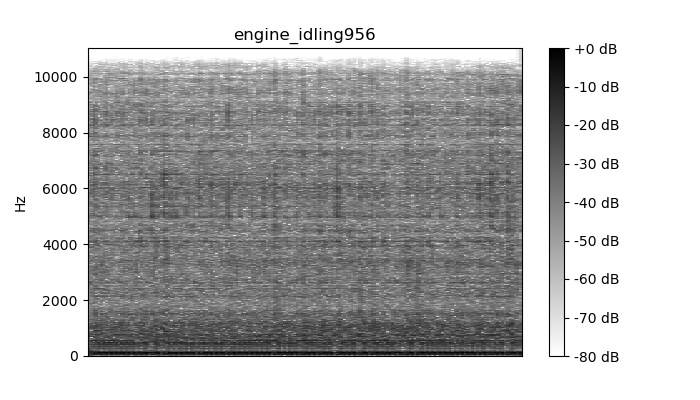 engine_idling956
Hz
10000
8000
6000
4000
2000
0
+0 dB
-10 dB
-20 dB
-30 dB
-40 dB
-50 dB
-60 dB
-70 dB
-80 dB